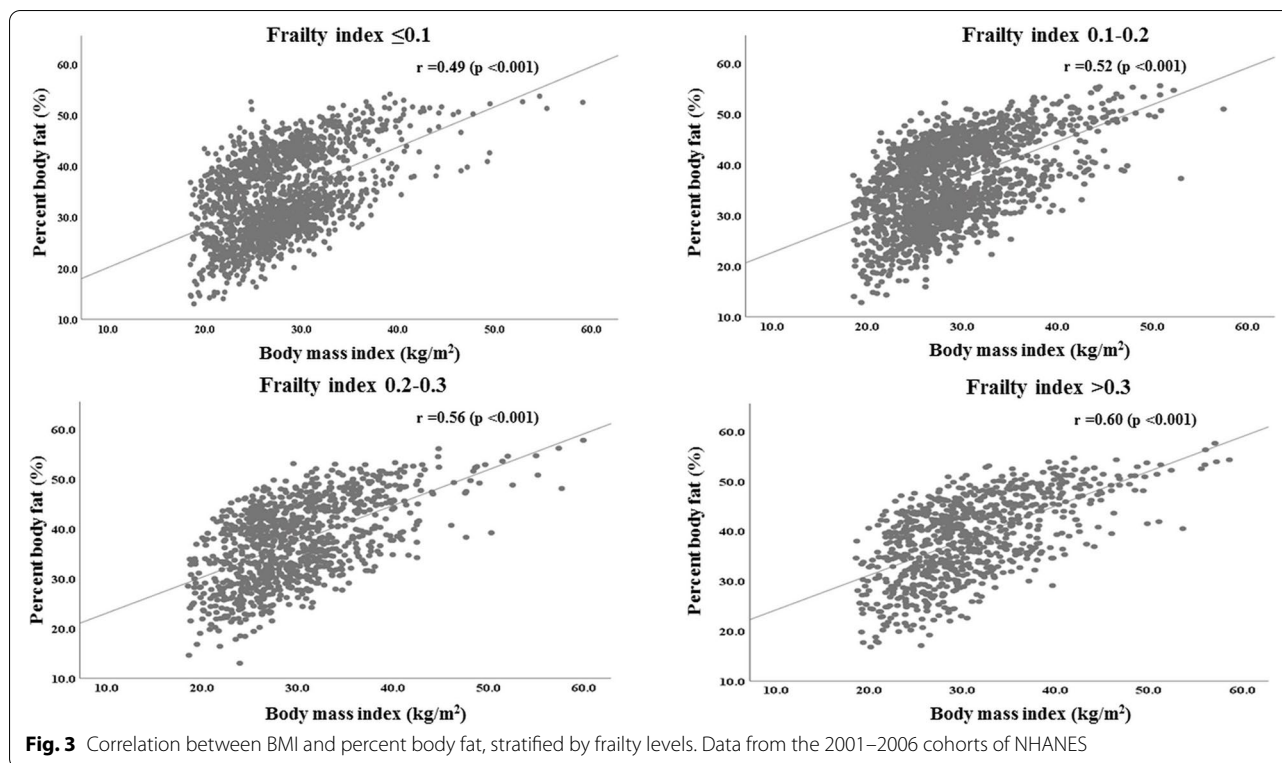 Frailty index ≤0.1
r =0.49 (p <0.001)
Percent body fat (%)
60.0
50.0
40.0
30.0
20.0
10.0
10.0 20.0 30.0 40.0 50.0 60.0
Body mass index (kg/m²)
Frailty index 0.1-0.2
r =0.52 (p <0.001)
Percent body fat (%)
60.0
50.0
40.0
30.0
20.0
10.0
10.0 20.0 30.0 40.0 50.0 60.0
Body mass index (kg/m²)
Frailty index 0.2-0.3
r =0.56 (p <0.001)
Percent body fat (%)
60.0
50.0
40.0
30.0
20.0
10.0
10.0 20.0 30.0 40.0 50.0 60.0
Body mass index (kg/m²)
Frailty index >0.3
r =0.60 (p <0.001)
Percent body fat (%)
60.0
50.0
40.0
30.0
20.0
10.0
10.0 20.0 30.0 40.0 50.0 60.0
Body mass index (kg/m²)
Fig. 3 Correlation between BMI and percent body fat, stratified by frailty levels. Data from the 2001–2006 cohorts of NHANES